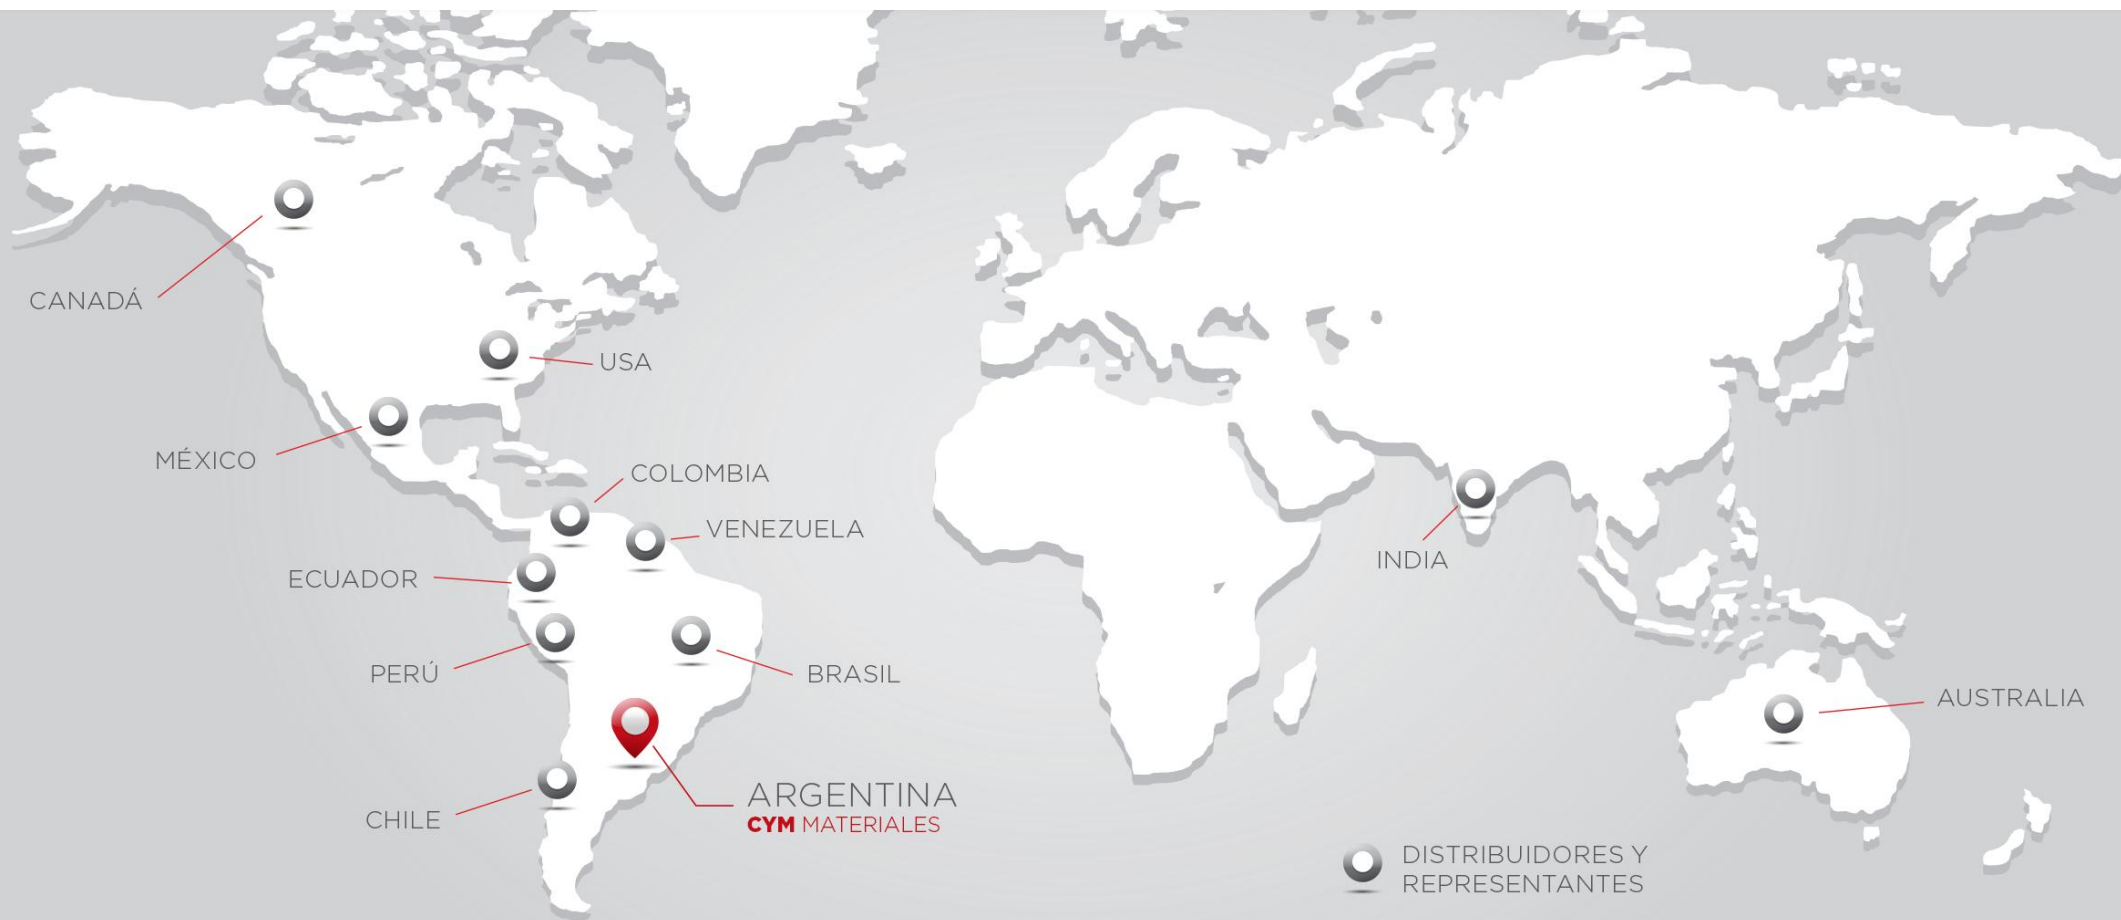 CANADÁ
USA
MÉXICO
COLOMBIA
VENEZUELA
ECUADOR
INDIA
PERÚ
BRASIL
AUSTRALIA
ARGENTINA
CYM MATERIALES
CHILE
DISTRIBUIDORES Y
REPRESENTANTES